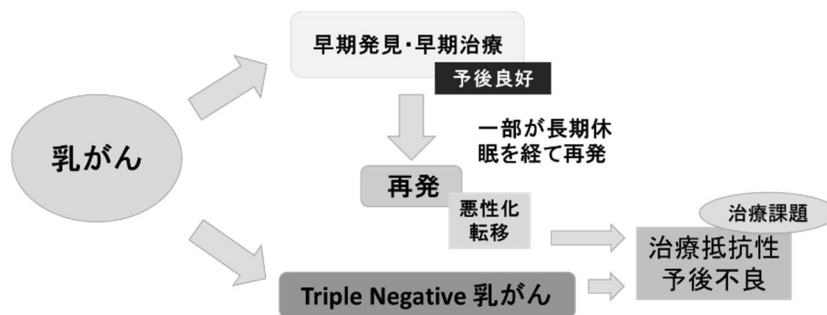 早期発見・早期治療
予後良好
乳がん
一部が長期休
眠を経て再発
再発
悪性化
転移
治療課題
治療抵抗性
予後不良
Triple Negative 乳がん